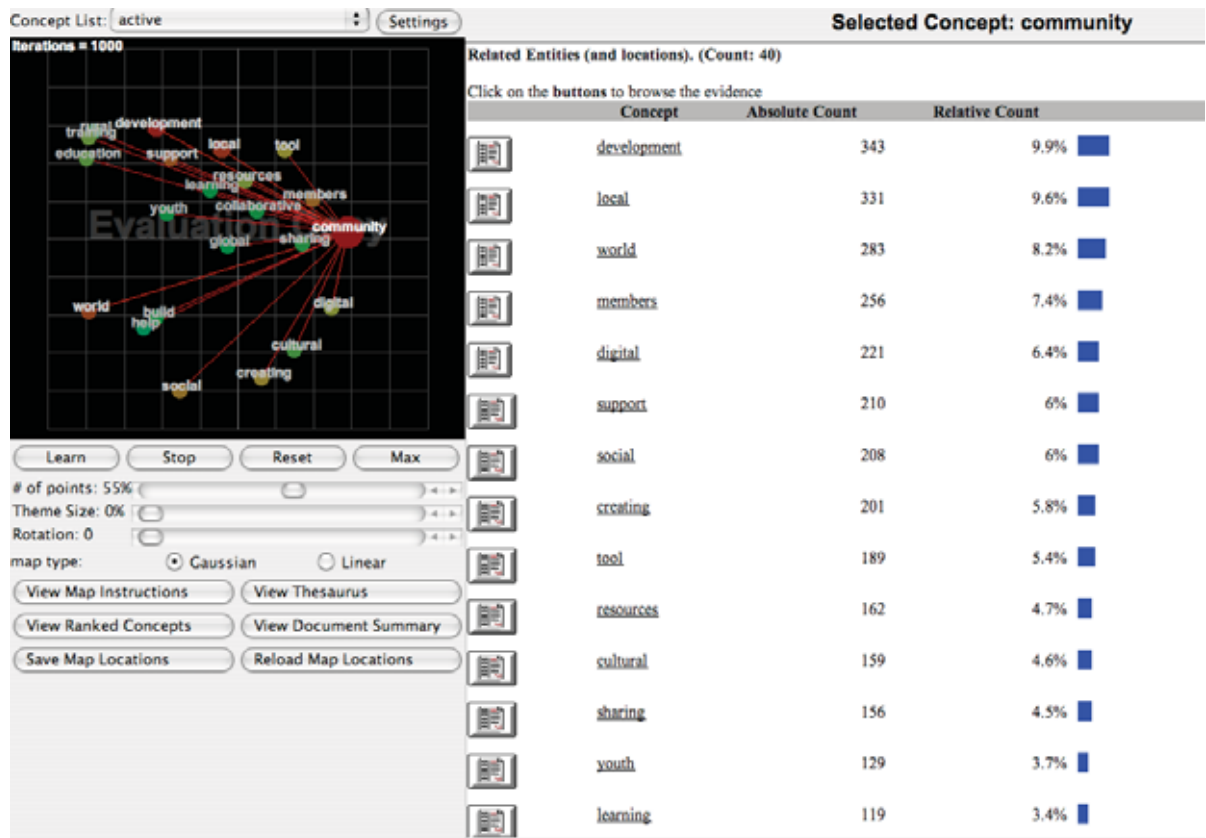 Concept List: active
Settings
Iterations = 1000
rural development
training
local
tool
education
support
resources
learning
members
youth
collaborative
community
Evaluation Copy
global
sharing
world
digital
build
help
cultural
creating
social
Learn
Stop
Reset
Max
# of points: 55%
Theme Size: 0%
Rotation: 0
map type:
Gaussian
Linear
View Map Instructions
View Thesaurus
View Ranked Concepts
View Document Summary
Save Map Locations
Reload Map Locations
Selected Concept: community
Related Entities (and locations). (Count: 40)
Click on the buttons to browse the evidence
Concept Absolute Count Relative Count
development 343 9.9%
local 331 9.6%
world 283 8.2%
members 256 7.4%
digital 221 6.4%
support 210 6%
social 208 6%
creating 201 5.8%
tool 189 5.4%
resources 162 4.7%
cultural 159 4.6%
sharing 156 4.5%
youth 129 3.7%
learning 119 3.4%